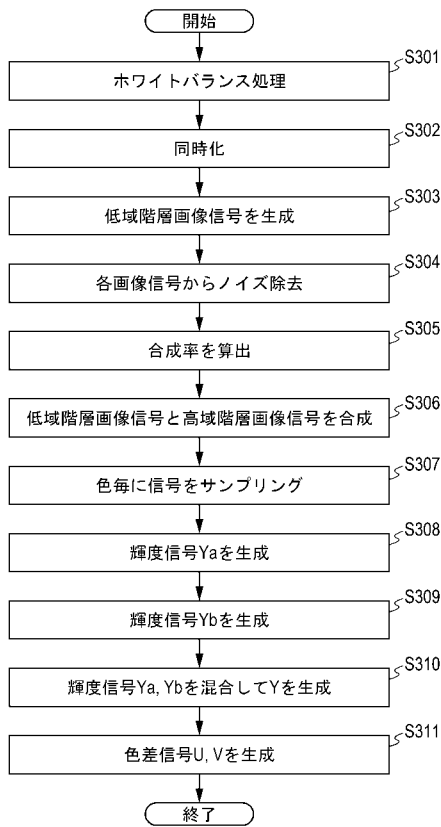 開始
S301
ホワイトバランス処理
S302
同時化
S303
低域階層画像信号を生成
S304
各画像信号からノイズ除去
S305
合成率を算出
S306
低域階層画像信号と高域階層画像信号を合成
S307
色毎に信号をサンプリング
S308
輝度信号Yaを生成
S309
輝度信号Ybを生成
S310
輝度信号Ya, Ybを混合してYを生成
S311
色差信号U, Vを生成
終了